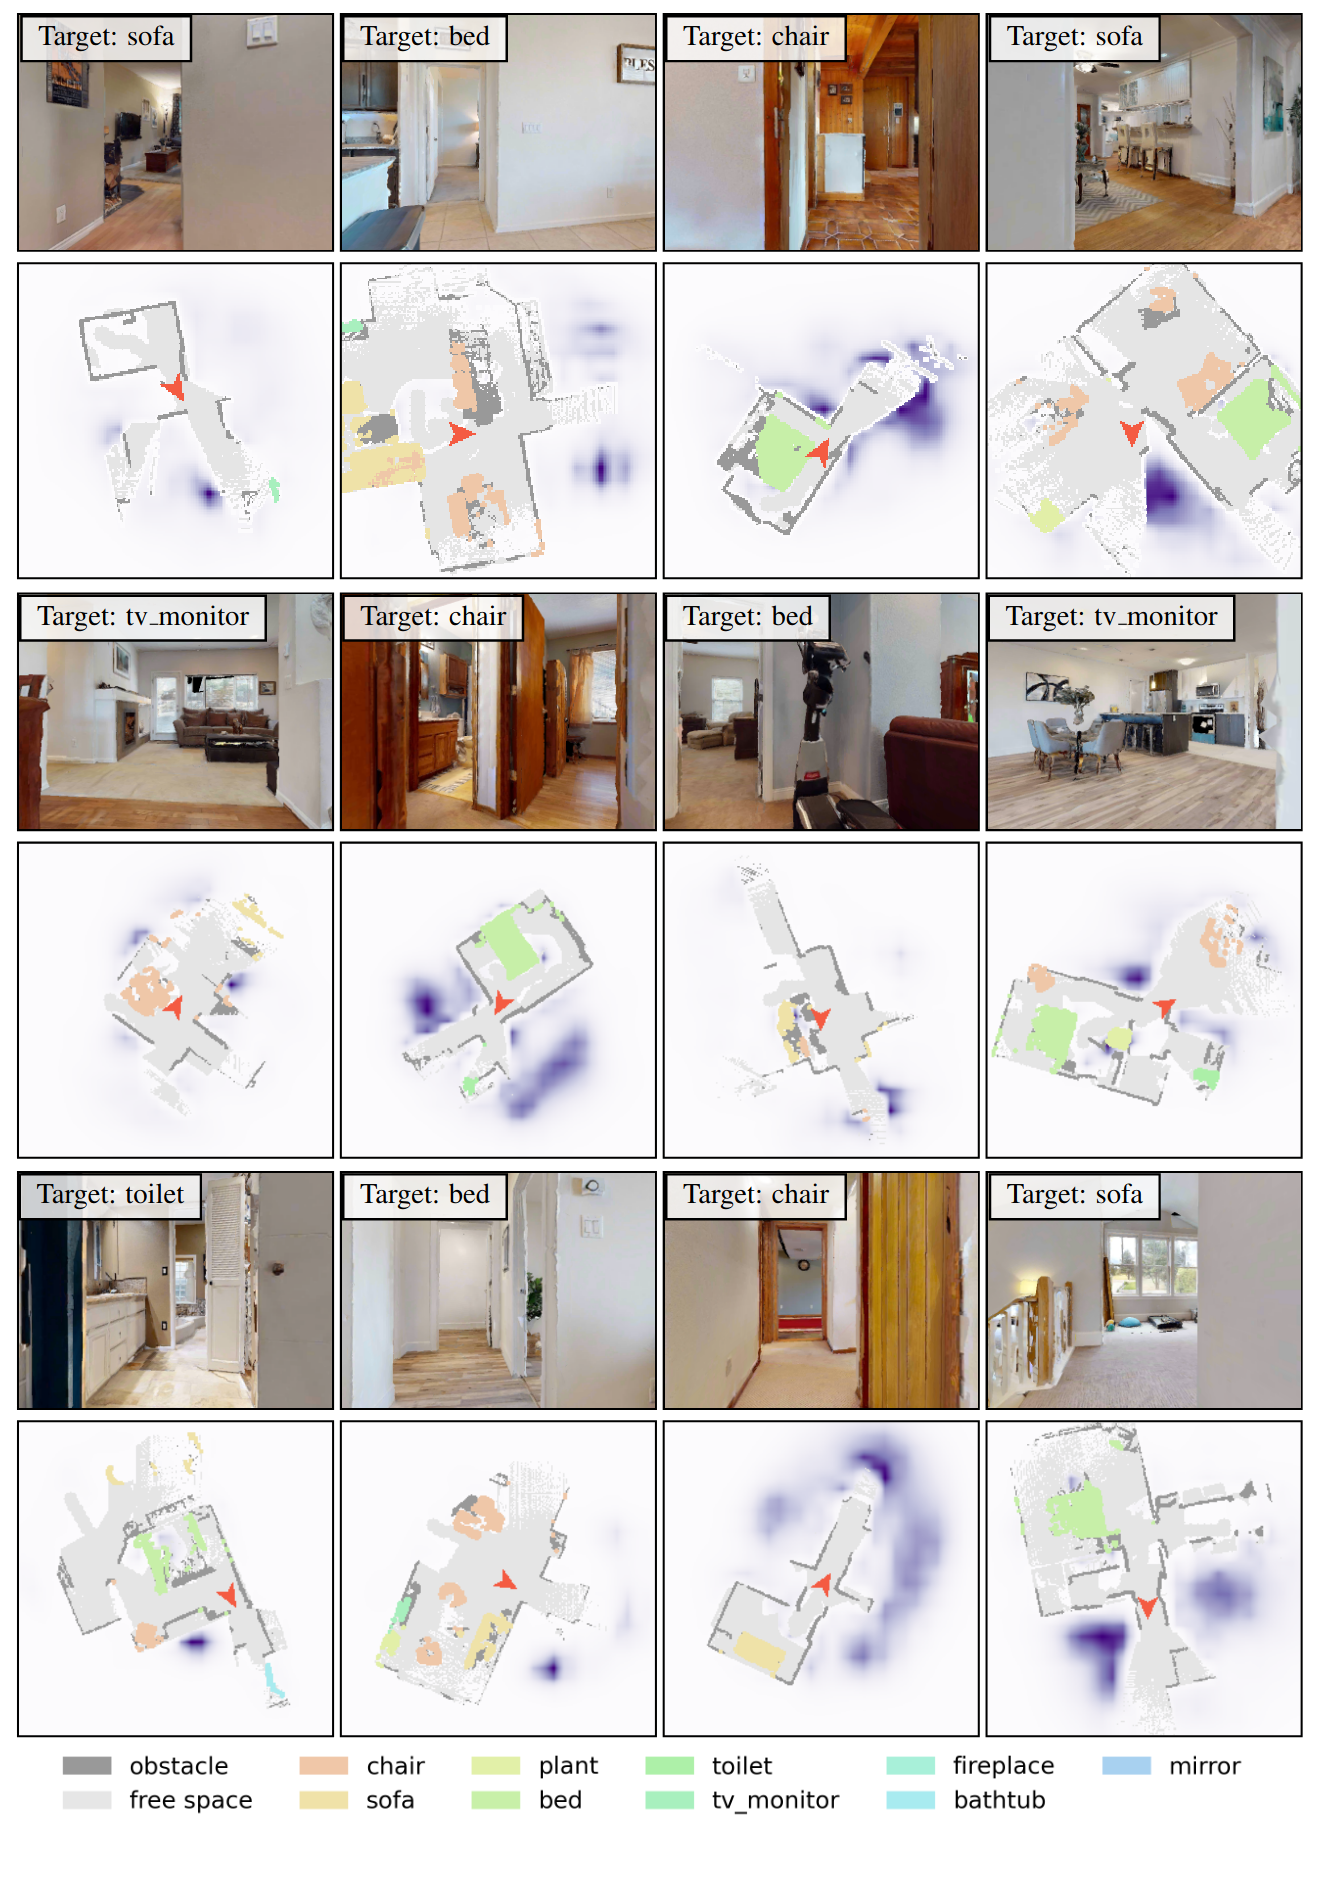 Target: sofa
Target: bed
Target: chair
Target: sofa
Target: tv_monitor
Target: chair
Target: bed
Target: tv_monitor
Target: toilet
Target: bed
Target: chair
Target: sofa
obstacle chair plant toilet fireplace mirror
free space sofa bed tv_monitor bathtub